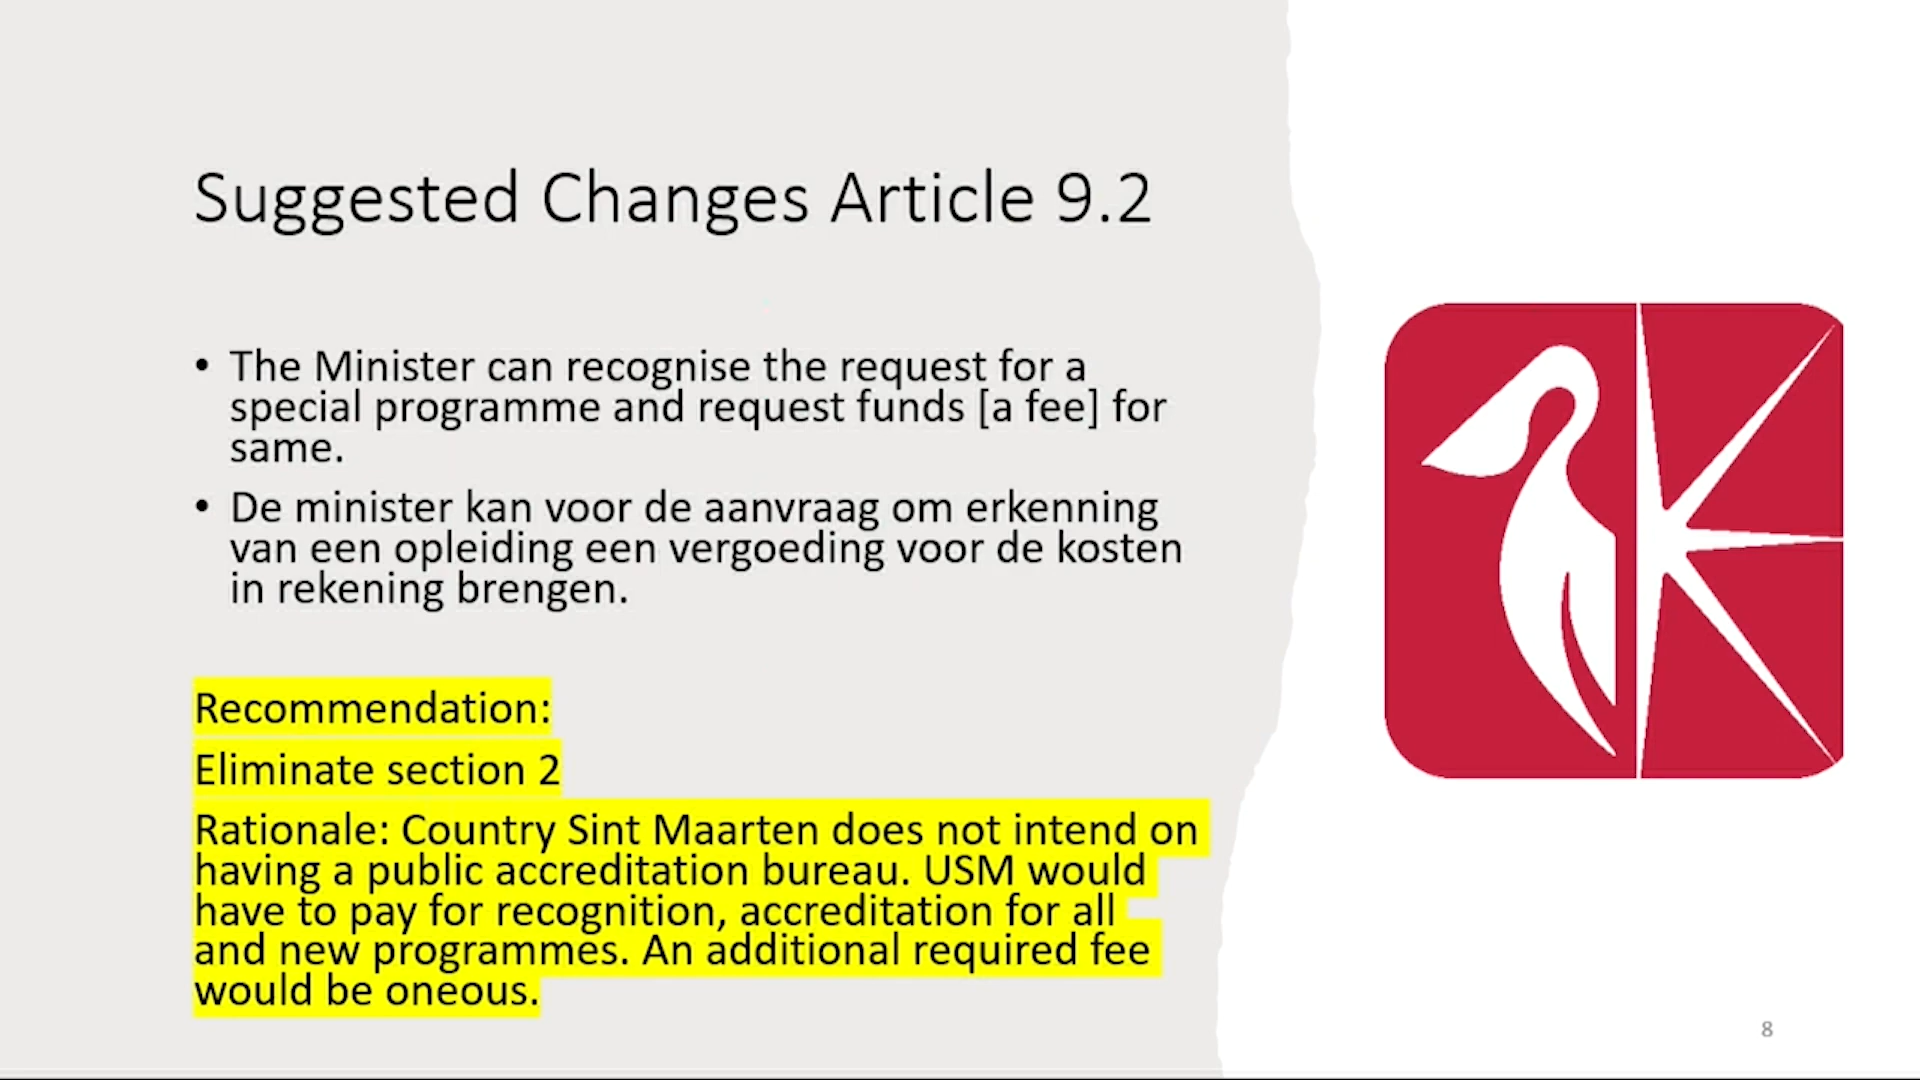 Suggested Changes Article 9.2
• The Minister can recognise the request for a
special programme and request funds [a fee] for
same.
• De minister kan voor de aanvraag om erkenning
van een opleiding een vergoeding voor de kosten
in rekening brengen.
Recommendation:
Eliminate section 2
Rationale: Country Sint Maarten does not intend on
having a public accreditation bureau. USM would
have to pay for recognition, accreditation for all
and new programmes. An additional required fee
would be oneous.
8